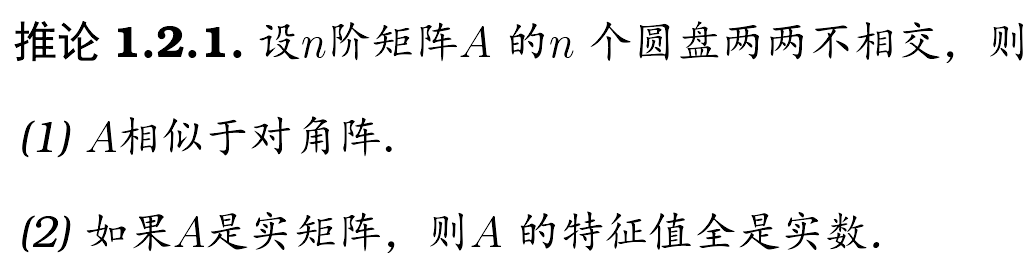 推论 1.2.1. 设n阶矩阵A 的n 个圆盘两两不相交，则
(1) A相似于对角阵.
(2) 如果A是实矩阵，则A 的特征值全是实数.